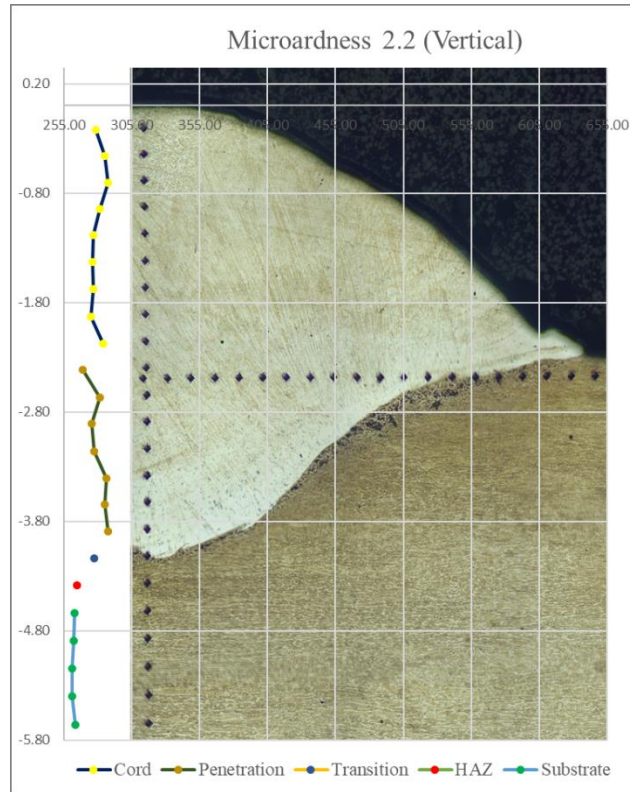 Microardness 2.2 (Vertical)
0.20
255.00 305.00 355.00 405.00 455.00 505.00 555.00 605.00 655.00
-0.80
-1.80
-2.80
-3.80
-4.80
-5.80
Cord Penetration Transition HAZ Substrate